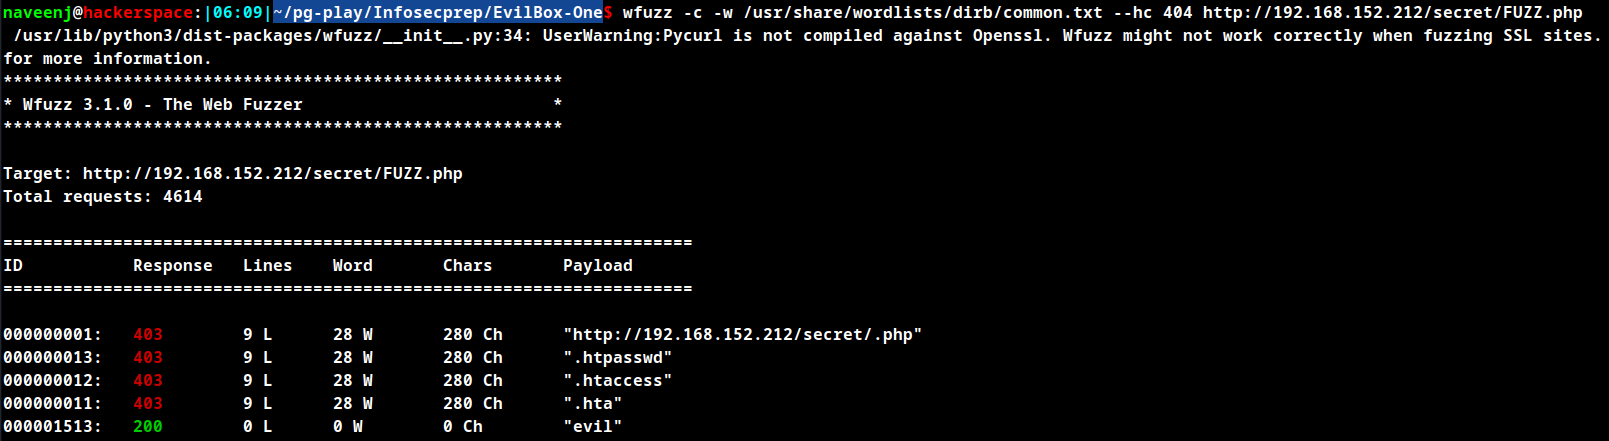 naveenj@hackerspace:|06:09|~/pg-play/Infosecprep/EvilBox-One$ wfuzz -c -w /usr/share/wordlists/dirb/common.txt --hc 404 http://192.168.152.212/secret/FUZZ.php
/usr/lib/python3/dist-packages/wfuzz/__init__.py:34: UserWarning:Pycurl is not compiled against Openssl. Wfuzz might not work correctly when fuzzing SSL sites.
for more information.
********************************************************
* Wfuzz 3.1.0 - The Web Fuzzer                         *
********************************************************
Target: http://192.168.152.212/secret/FUZZ.php
Total requests: 4614
=====================================================================
ID           Response   Lines    Word       Chars       Payload
=====================================================================
000000001:   403        9 L      28 W       280 Ch      "http://192.168.152.212/secret/.php"
000000013:   403        9 L      28 W       280 Ch      ".htpasswd"
000000012:   403        9 L      28 W       280 Ch      ".htaccess"
000000011:   403        9 L      28 W       280 Ch      ".hta"
000001513:   200        0 L      0 W        0 Ch        "evil"